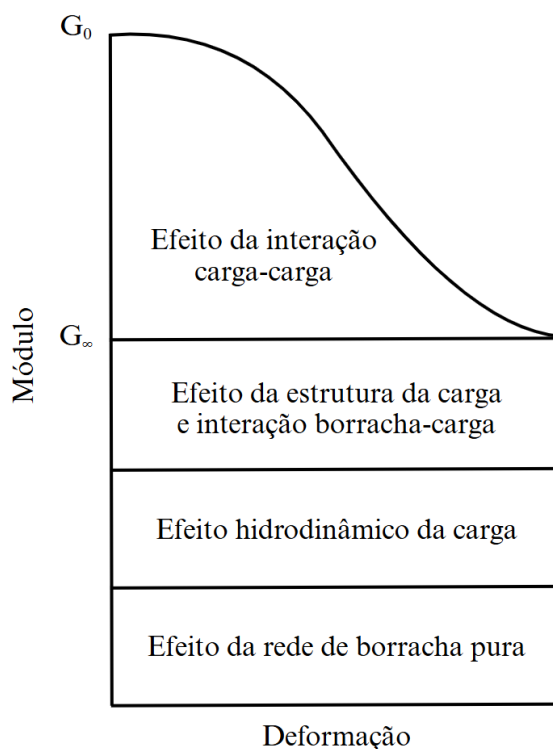 G₀
Efeito da interação
carga-carga
Módulo
G∞
Efeito da estrutura da carga
e interação borracha-carga
Efeito hidrodinâmico da carga
Efeito da rede de borracha pura
Deformação